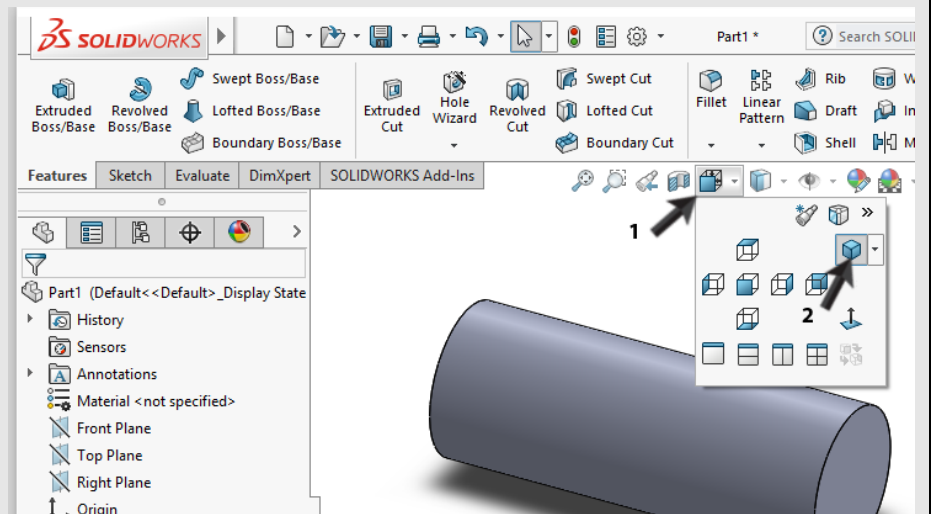 SOLIDWORKS
Part1 *
Search SOLI
Extruded Boss/Base
Revolved Boss/Base
Swept Boss/Base
Lofted Boss/Base
Boundary Boss/Base
Extruded Cut
Hole Wizard
Revolved Cut
Swept Cut
Lofted Cut
Boundary Cut
Fillet
Linear Pattern
Rib
Draft
Shell
W
In
M
Features
Sketch
Evaluate
DimXpert
SOLIDWORKS Add-Ins
1
2
Part1 (Default<<Default>_Display State
History
Sensors
Annotations
Material <not specified>
Front Plane
Top Plane
Right Plane
Origin